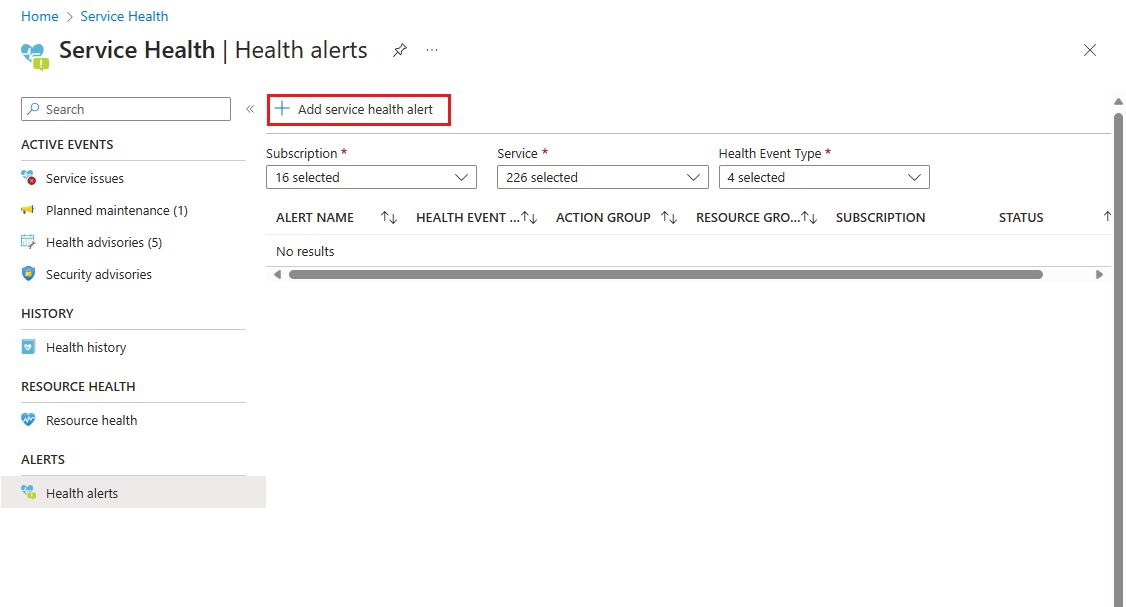 Home > Service Health
Service Health | Health alerts ...
Search «
+ Add service health alert
ACTIVE EVENTS
Service issues
Planned maintenance (1)
Health advisories (5)
Security advisories
HISTORY
Health history
RESOURCE HEALTH
Resource health
ALERTS
Health alerts
Subscription * Service * Health Event Type *
16 selected 226 selected 4 selected
ALERT NAME ↑↓ HEALTH EVENT ...↑↓ ACTION GROUP ↑↓ RESOURCE GRO...↑↓ SUBSCRIPTION STATUS ↑
No results